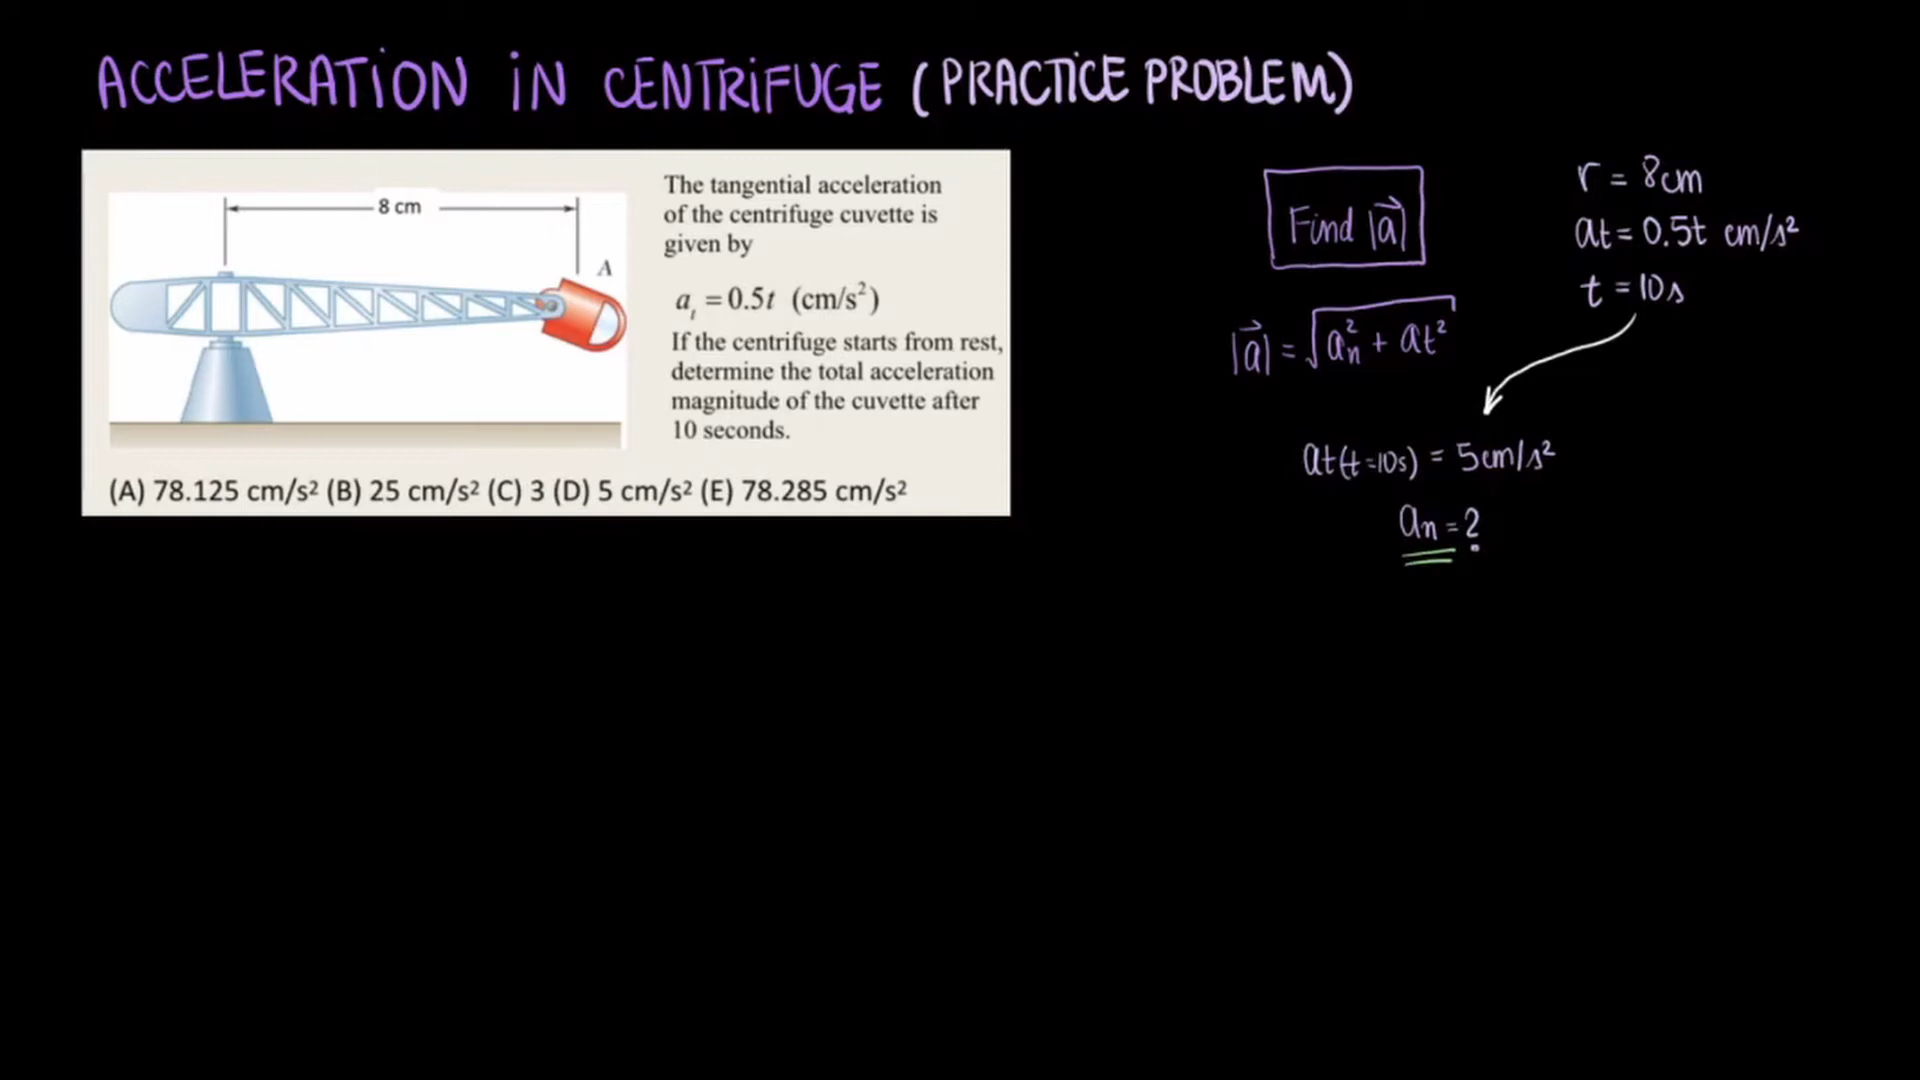 ACCELERATION IN CENTRIFUGE (PRACTICE PROBLEM)
8 cm
A
The tangential acceleration
of the centrifuge cuvette is
given by
aₜ = 0.5t (cm/s²)
If the centrifuge starts from rest,
determine the total acceleration
magnitude of the cuvette after
10 seconds.
(A) 78.125 cm/s² (B) 25 cm/s² (C) 3 (D) 5 cm/s² (E) 78.285 cm/s²
Find |a⃗|
r = 8cm
at = 0.5t cm/s²
t = 10s
|a⃗| = √(an² + at²)
at(t=10s) = 5cm/s²
an = ?